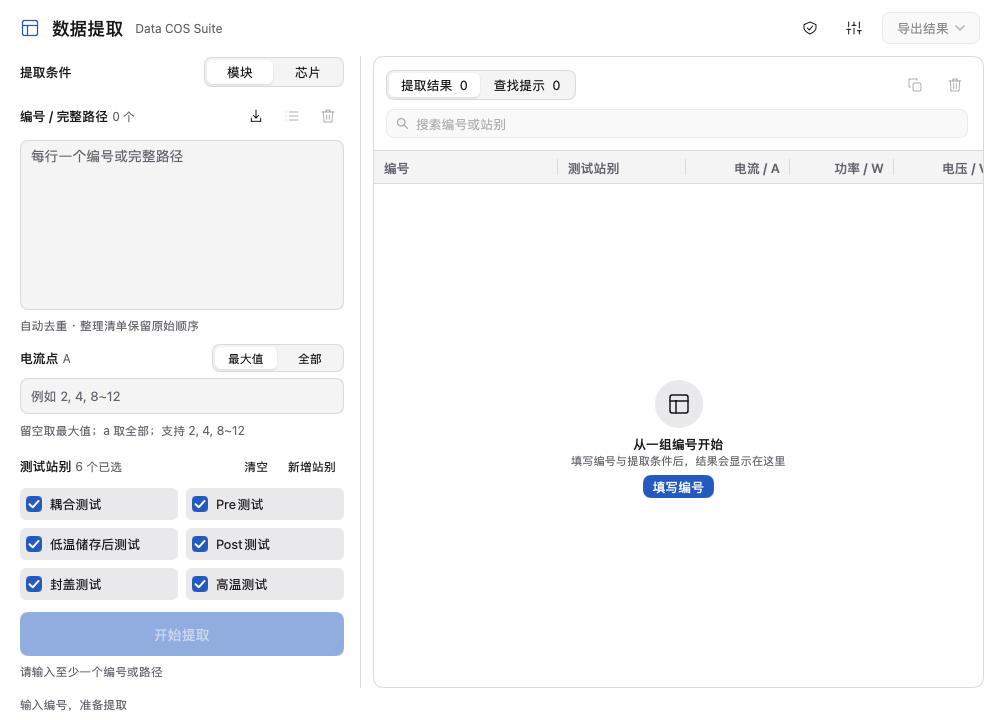 数据提取 Data COS Suite
导出结果
提取条件
模块 芯片
编号 / 完整路径 0 个
每行一个编号或完整路径
自动去重 · 整理清单保留原始顺序
电流点 A
最大值 全部
例如 2, 4, 8~12
留空取最大值；a 取全部；支持 2, 4, 8~12
测试站别 6 个已选
清空 新增站别
耦合测试 Pre 测试
低温储存后测试 Post 测试
封盖测试 高温测试
开始提取
请输入至少一个编号或路径
输入编号，准备提取
提取结果 0 查找提示 0
搜索编号或站别
编号 测试站别 电流 / A 功率 / W 电压 / V
从一组编号开始
填写编号与提取条件后，结果会显示在这里
填写编号